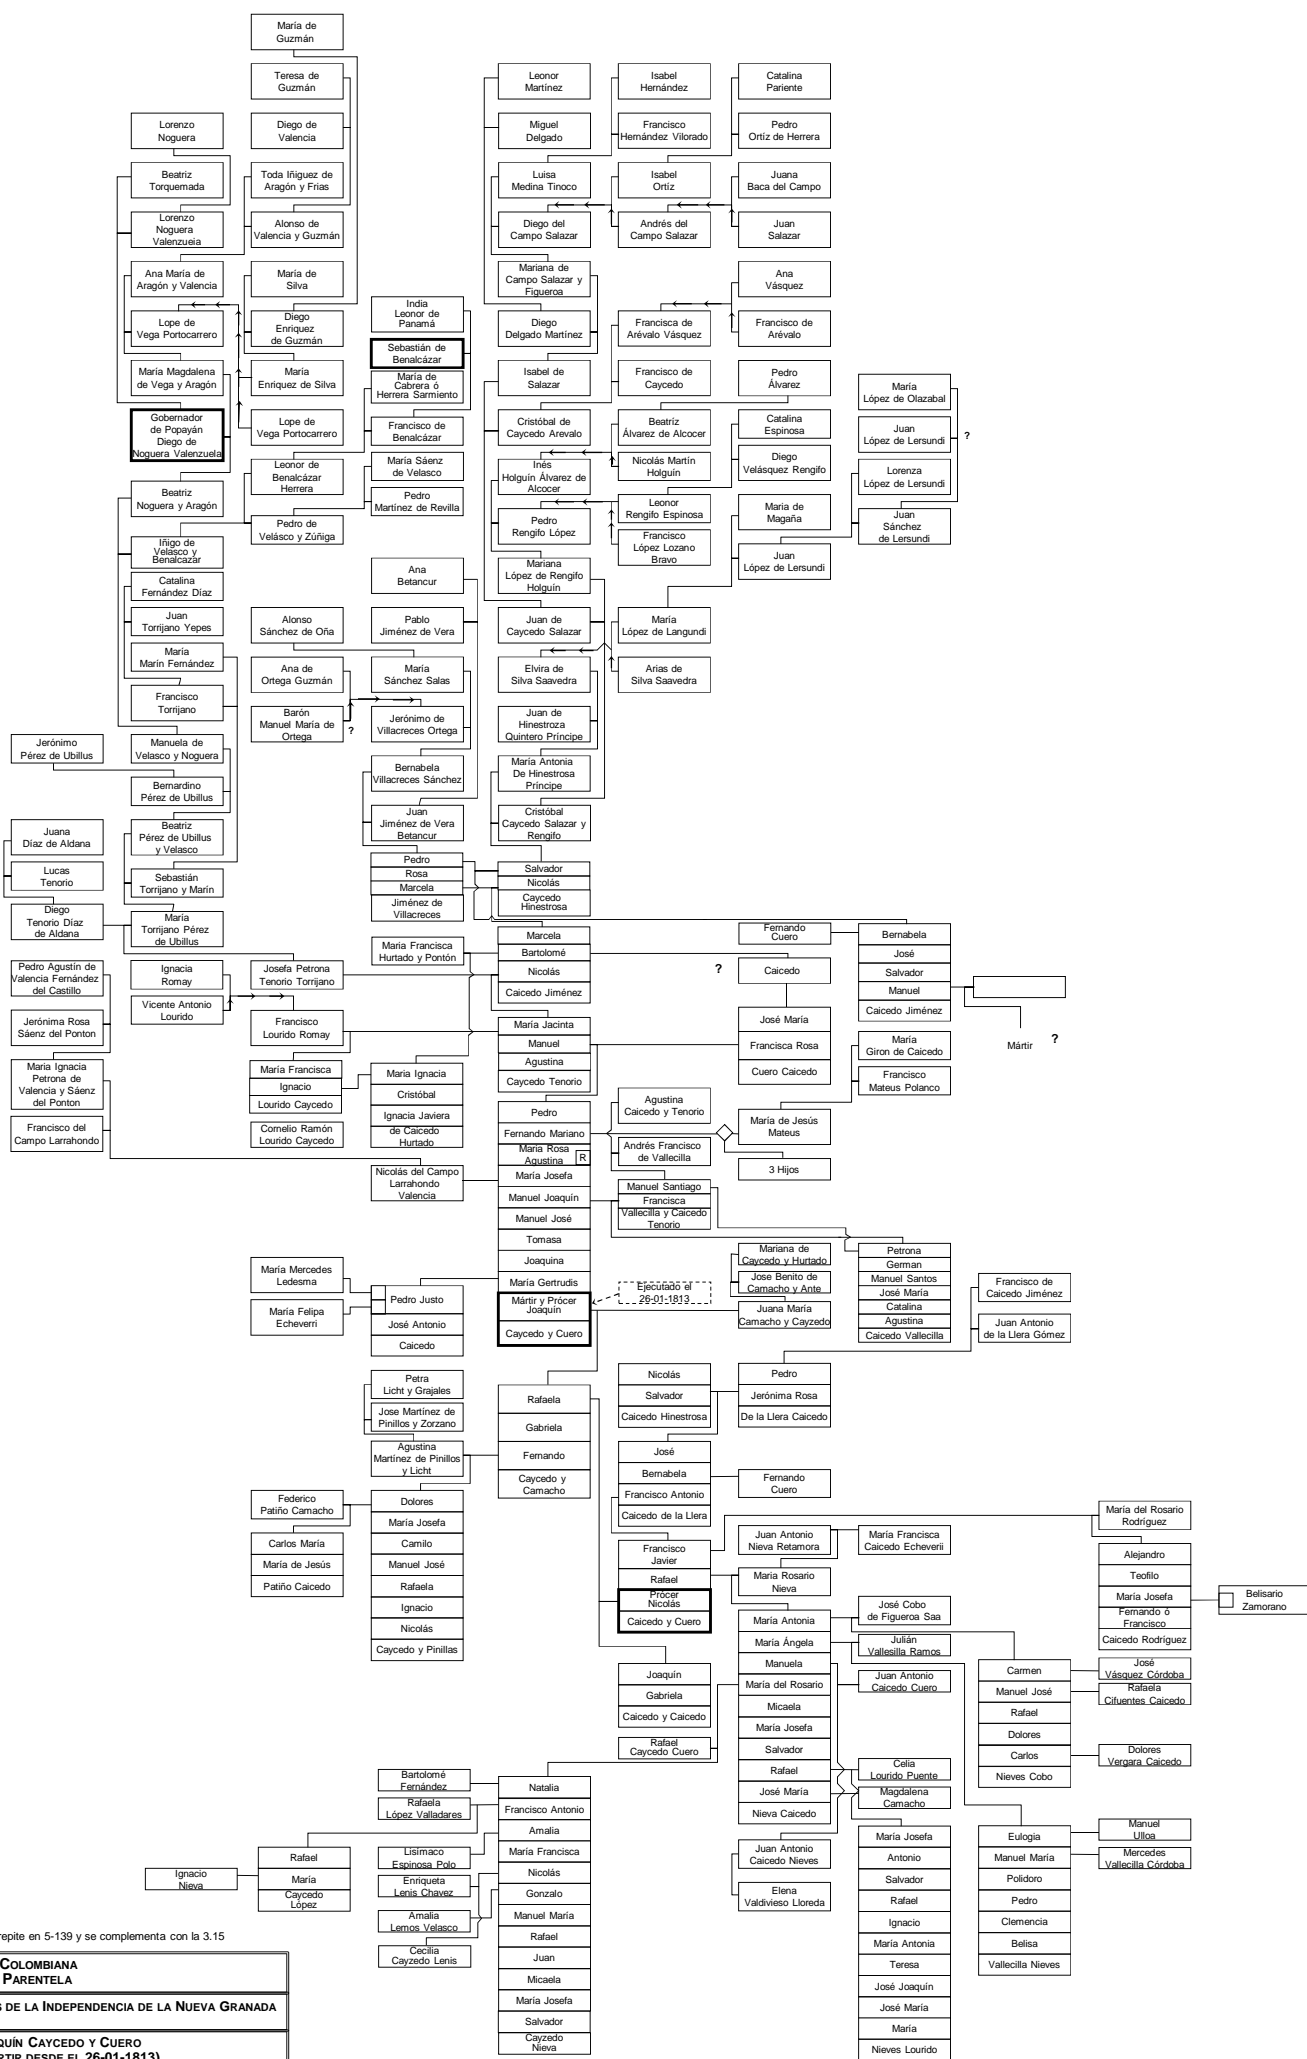 María de
Guzmán
Teresa de
Guzmán
Leonor
Martínez
Isabel
Hernández
Catalina
Pariente
Lorenzo
Noguera
Diego de
Valencia
Miguel
Delgado
Francisco
Hernández Vilorado
Pedro
Ortíz de Herrera
Beatriz
Torquemada
Toda Iñiguez de
Aragón y Frias
Luisa
Medina Tinoco
Isabel
Ortíz
Juana
Baca del Campo
Lorenzo
Noguera
Valenzueia
Alonso de
Valencia y Guzmán
Diego del
Campo Salazar
Andrés del
Campo Salazar
Juan
Salazar
Ana María de
Aragón y Valencia
María de
Silva
Mariana de
Campo Salazar y
Figueroa
Ana
Vásquez
India
Leonor de
Panamá
Lope de
Vega Portocarrero
Diego
Enriquez
de Guzmán
Diego
Delgado Martínez
Francisca de
Arévalo Vásquez
Francisco de
Arévalo
Sebastián de
Benalcázar
María Magdalena
de Vega y Aragón
María
Enriquez de Silva
María de
Cabrera ó
Herrera Sarmiento
Isabel de
Salazar
Francisco de
Caycedo
Pedro
Álvarez
María
López de Olazabal
Gobernador
de Popayán
Diego de
Noguera Valenzuela
Lope de
Vega Portocarrero
Francisco de
Benalcázar
Cristóbal de
Caycedo Arevalo
Beatríz
Álvarez de Alcocer
Catalina
Espinosa
Juan
López de Lersundi
?
Leonor de
Benalcázar
Herrera
María Sáenz
de Velasco
Inés
Holguín Álvarez de
Alcocer
Nicolás Martín
Holguín
Diego
Velásquez Rengifo
Lorenza
López de Lersundi
Beatriz
Noguera y Aragón
Pedro
Martínez de Revilla
Leonor
Rengifo Espinosa
Maria de
Magaña
Pedro de
Velásco y Zúñiga
Pedro
Rengifo López
Juan
Sánchez
de Lersundi
Iñigo de
Velasco y
Benalcazar
Francisco
López Lozano
Bravo
Juan
López de Lersundi
Catalina
Fernández Díaz
Ana
Betancur
Mariana
López de Rengifo
Holguín
Juan
Torrijano Yepes
Alonso
Sánchez de Oña
Pablo
Jiménez de Vera
Juan de
Caycedo Salazar
María
López de Langundi
María
Marín Fernández
Ana de
Ortega Guzmán
María
Sánchez Salas
Elvira de
Silva Saavedra
Arias de
Silva Saavedra
Francisco
Torrijano
Barón
Manuel María de
Ortega
?
Jerónimo de
Villacreces Ortega
Juan de
Hinestroza
Quintero Príncipe
Jerónimo
Pérez de Ubillus
Manuela de
Velasco y Noguera
Bernabela
Villacreces Sánchez
María Antonia
De Hinestrosa
Príncipe
Bernardino
Pérez de Ubillus
Juan
Jiménez de Vera
Betancur
Cristóbal
Caycedo Salazar y
Rengifo
Juana
Díaz de Aldana
Beatriz
Pérez de Ubillus
y Velasco
Lucas
Tenorio
Sebastián
Torrijano y Marín
Pedro
Rosa
Marcela
Jiménez de
Villacreces
Salvador
Nicolás
Caycedo
Hinestrosa
Diego
Tenorio Díaz
de Aldana
María
Torrijano Pérez
de Ubullus
Maria Francisca
Hurtado y Pontón
Marcela
Bartolomé
Nicolás
Caicedo Jiménez
Fernando
Cuero
Bernabela
José
Salvador
Manuel
Caicedo Jiménez
Pedro Agustín de
Valencia Fernández
del Castillo
Ignacia
Romay
Josefa Petrona
Tenorio Torrijano
?
Caicedo
Jerónima Rosa
Sáenz del Ponton
Vicente Antonio
Lourido
Francisco
Lourido Romay
María Jacinta
Manuel
Agustina
Caycedo Tenorio
José María
Francisca Rosa
Cuero Caicedo
Mártir
?
María
Giron de Caicedo
Francisco
Mateus Polanco
Maria Ignacia
Petrona de
Valencia y Sáenz
del Ponton
María Francisca
Ignacio
Lourido Caycedo
Maria Ignacia
Cristóbal
Ignacia Javiera
de Caicedo
Hurtado
Francisco del
Campo Larrahondo
Cornelio Ramón
Lourido Caycedo
Agustina
Caicedo y Tenorio
María de Jesús
Mateus
Andrés Francisco
de Vallecilla
3 Hijos
Nicolás del Campo
Larrahondo
Valencia
Pedro
Fernando Mariano
Maria Rosa
Agustina
R
María Josefa
Manuel Joaquín
Manuel José
Tomasa
Joaquina
María Gertrudis
Mártir y Prócer
Joaquín
Caycedo y Cuero
Manuel Santiago
Francisca
Vallecilla y Caicedo
Tenorio
María Mercedes
Ledesma
María Felipa
Echeverri
Pedro Justo
José Antonio
Caicedo
Ejecutado el
26-01-1813
Mariana de
Caycedo y Hurtado
Jose Benito de
Camacho y Ante
Juana María
Camacho y Cayzedo
Petrona
German
Manuel Santos
José María
Catalina
Agustina
Caicedo Vallecilla
Francisco de
Caicedo Jiménez
Juan Antonio
de la Llera Gómez
Petra
Licht y Grajales
Jose Martínez de
Pinillos y Zorzano
Agustina
Martínez de Pinillos
y Licht
Rafaela
Gabriela
Fernando
Caycedo y
Camacho
Nicolás
Salvador
Caicedo Hinestrosa
Pedro
Jerónima Rosa
De la Llera Caicedo
José
Bernabela
Francisco Antonio
Caicedo de la Llera
Fernando
Cuero
Federico
Patiño Camacho
Carlos María
María de Jesús
Patiño Caicedo
Dolores
María Josefa
Camilo
Manuel José
Rafaela
Ignacio
Nicolás
Caycedo y Pinillas
Francisco
Javier
Rafael
Prócer
Nicolás
Caicedo y Cuero
Juan Antonio
Nieva Retamora
María Francisca
Caicedo Echeverii
Maria Rosario
Nieva
María del Rosario
Rodríguez
Alejandro
Teofilo
María Josefa
Fernando ó
Francisco
Caicedo Rodríguez
Belisario
Zamorano
José Cobo
de Figueroa Saa
Julián
Vallesilla Ramos
Juan Antonio
Caicedo Cuero
María Antonia
María Ángela
Manuela
María del Rosario
Micaela
María Josefa
Salvador
Rafael
José María
Nieva Caicedo
Joaquín
Gabriela
Caicedo y Caicedo
Rafael
Caycedo Cuero
Carmen
Manuel José
Rafael
Dolores
Carlos
Nieves Cobo
José
Vásquez Córdoba
Rafaela
Cifuentes Caicedo
Dolores
Vergara Caicedo
Celia
Lourido Puente
Magdalena
Camacho
Bartolomé
Fernández
Rafaela
López Valladares
Lisímaco
Espinosa Polo
Enriqueta
Lenis Chavez
Amalia
Lemos Velasco
Cecilia
Cayzedo Lenis
Natalia
Francisco Antonio
Amalia
María Francisca
Nicolás
Gonzalo
Manuel María
Rafael
Juan
Micaela
María Josefa
Salvador
Cayzedo
Nieva
Ignacio
Nieva
Rafael
María
Caycedo
López
Juan Antonio
Caicedo Nieves
Elena
Valdivieso Lloreda
María Josefa
Antonio
Salvador
Rafael
Ignacio
María Antonia
Teresa
José Joaquín
José María
María
Nieves Lourido
Eulogia
Manuel María
Polidoro
Pedro
Clemencia
Belisa
Vallecilla Nieves
Manuel
Ulloa
Mercedes
Vallecilla Córdoba
repite en 5-139 y se complementa con la 3.15
COLOMBIANA
PARENTELA
S DE LA INDEPENDENCIA DE LA NUEVA GRANADA
QUÍN CAYCEDO Y CUERO
RTIR DESDE EL 26-01-1813)